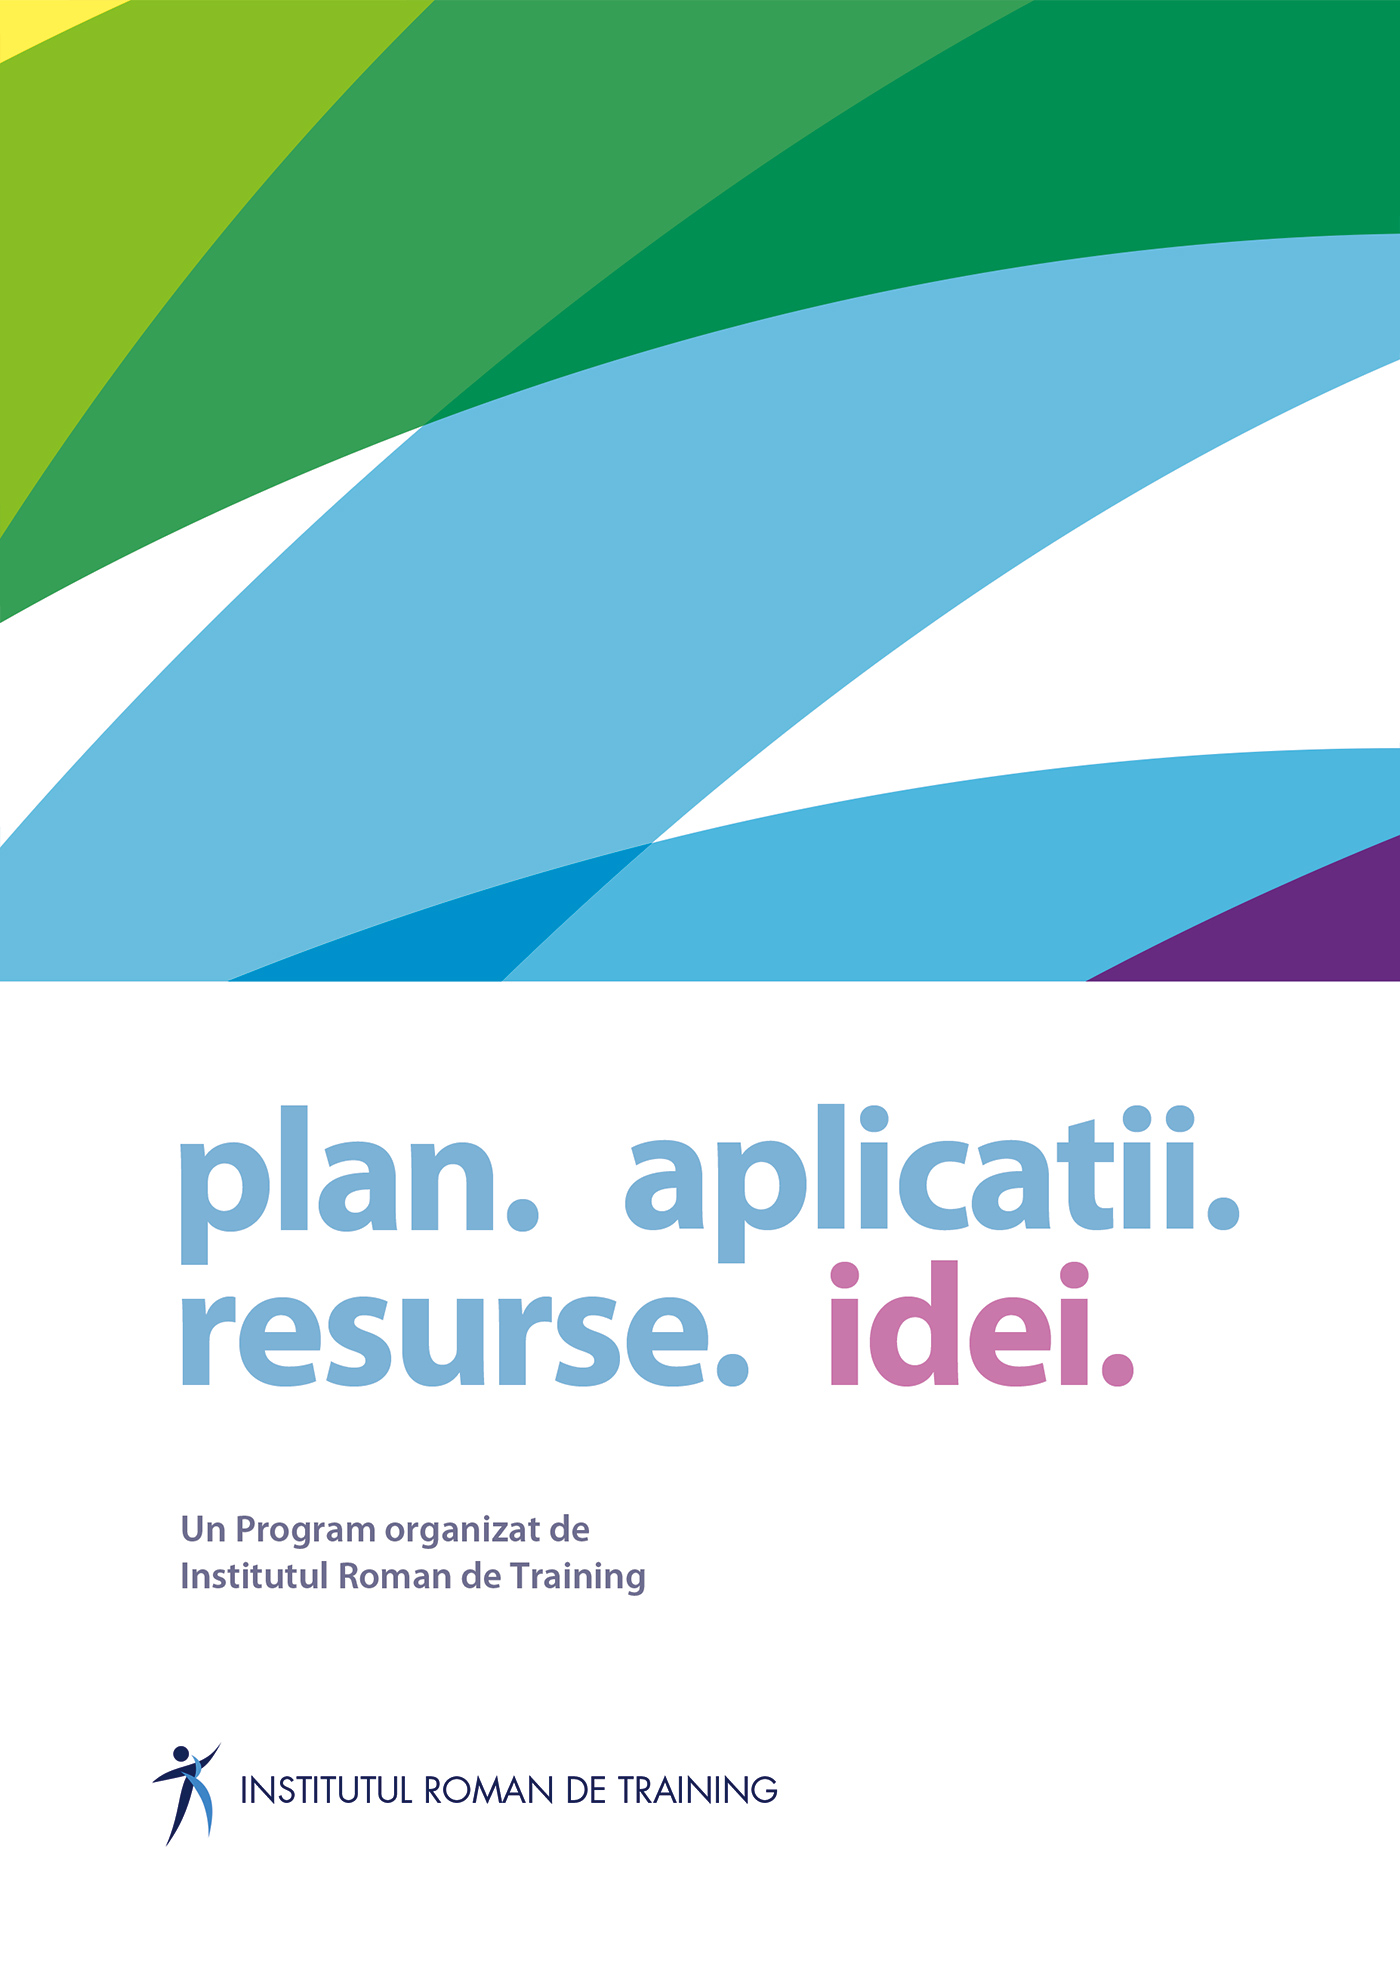 plan. aplicatii.
resurse. idei.
Un Program organizat de
Institutul Roman de Training
INSTITUTUL ROMAN DE TRAINING